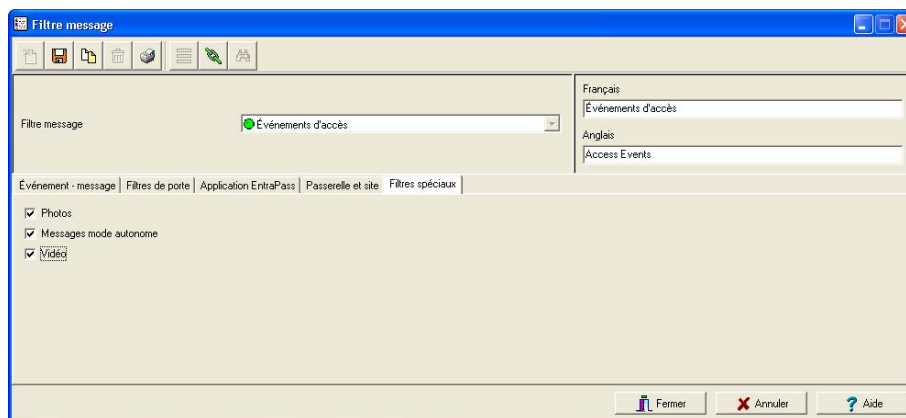 Filtre message
Français
Événements d'accès
Filtre message
Événements d'accès
Anglais
Access Events
Événement - message
Filtres de porte
Application EntraPass
Passerelle et site
Filtres spéciaux
Photos
Messages mode autonome
Vidéo
Fermer
Annuler
? Aide